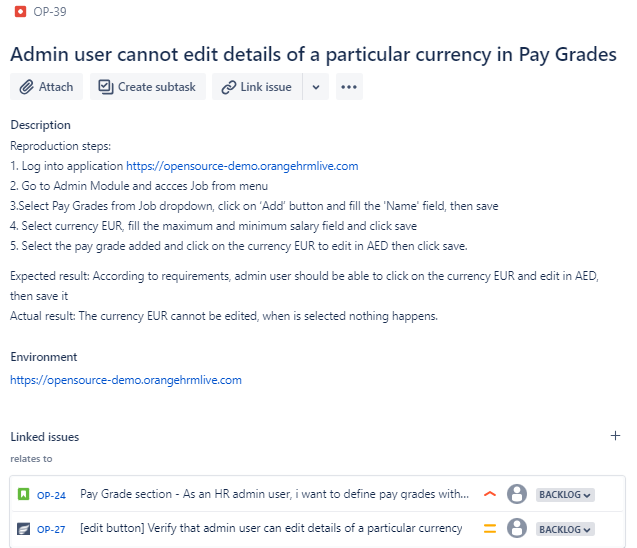 OP-39
Admin user cannot edit details of a particular currency in Pay Grades
Attach Create subtask Link issue
Description
Reproduction steps:
1. Log into application https://opensource-demo.orangehrmlive.com
2. Go to Admin Module and accces Job from menu
3.Select Pay Grades from Job dropdown, click on 'Add' button and fill the 'Name' field, then save
4. Select currency EUR, fill the maximum and minimum salary field and click save
5. Select the pay grade added and click on the currency EUR to edit in AED then click save.
Expected result: According to requirements, admin user should be able to click on the currency EUR and edit in AED,
then save it
Actual result: The currency EUR cannot be edited, when is selected nothing happens.
Environment
https://opensource-demo.orangehrmlive.com
Linked issues
relates to
OP-24 Pay Grade section - As an HR admin user, i want to define pay grades with... BACKLOG
OP-27 [edit button] Verify that admin user can edit details of a particular currency BACKLOG